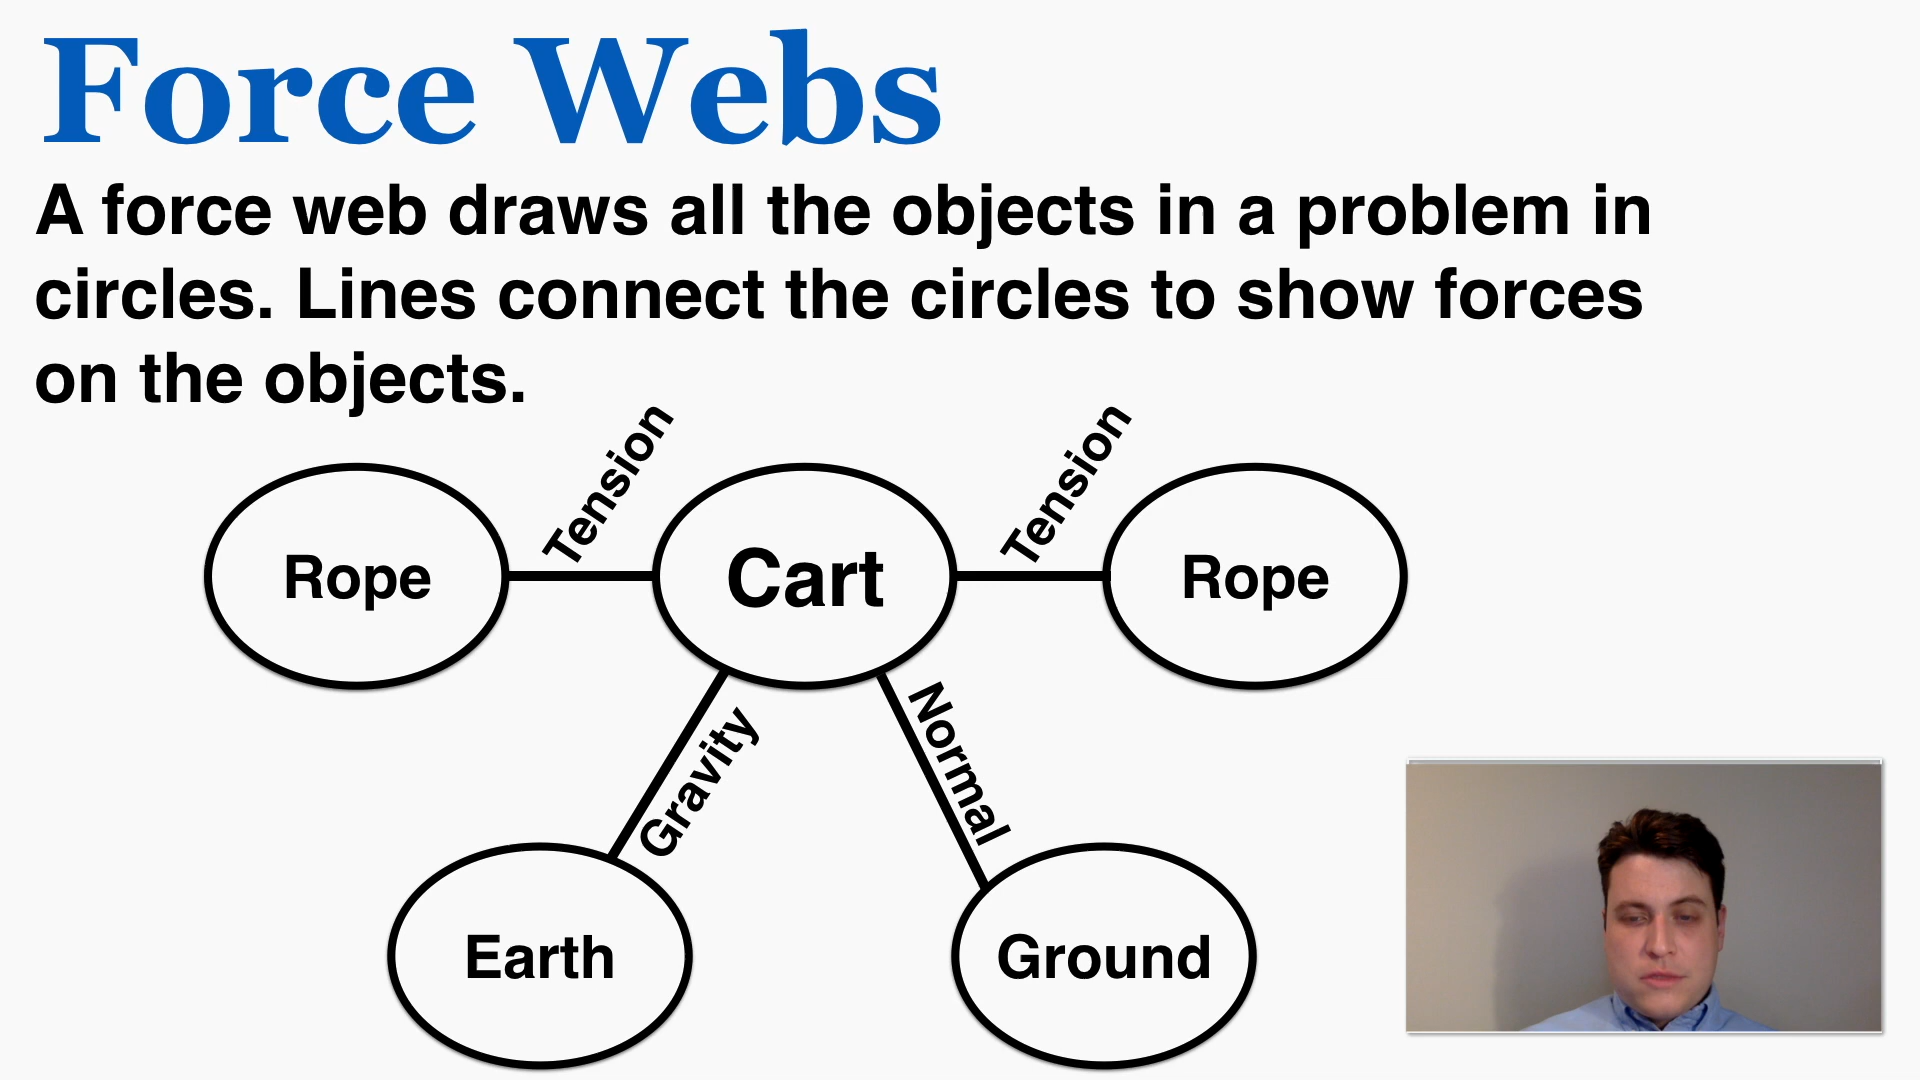 Force Webs
A force web draws all the objects in a problem in
circles. Lines connect the circles to show forces
on the objects.
Tension
Tension
Rope
Cart
Rope
Gravity
Normal
Earth
Ground